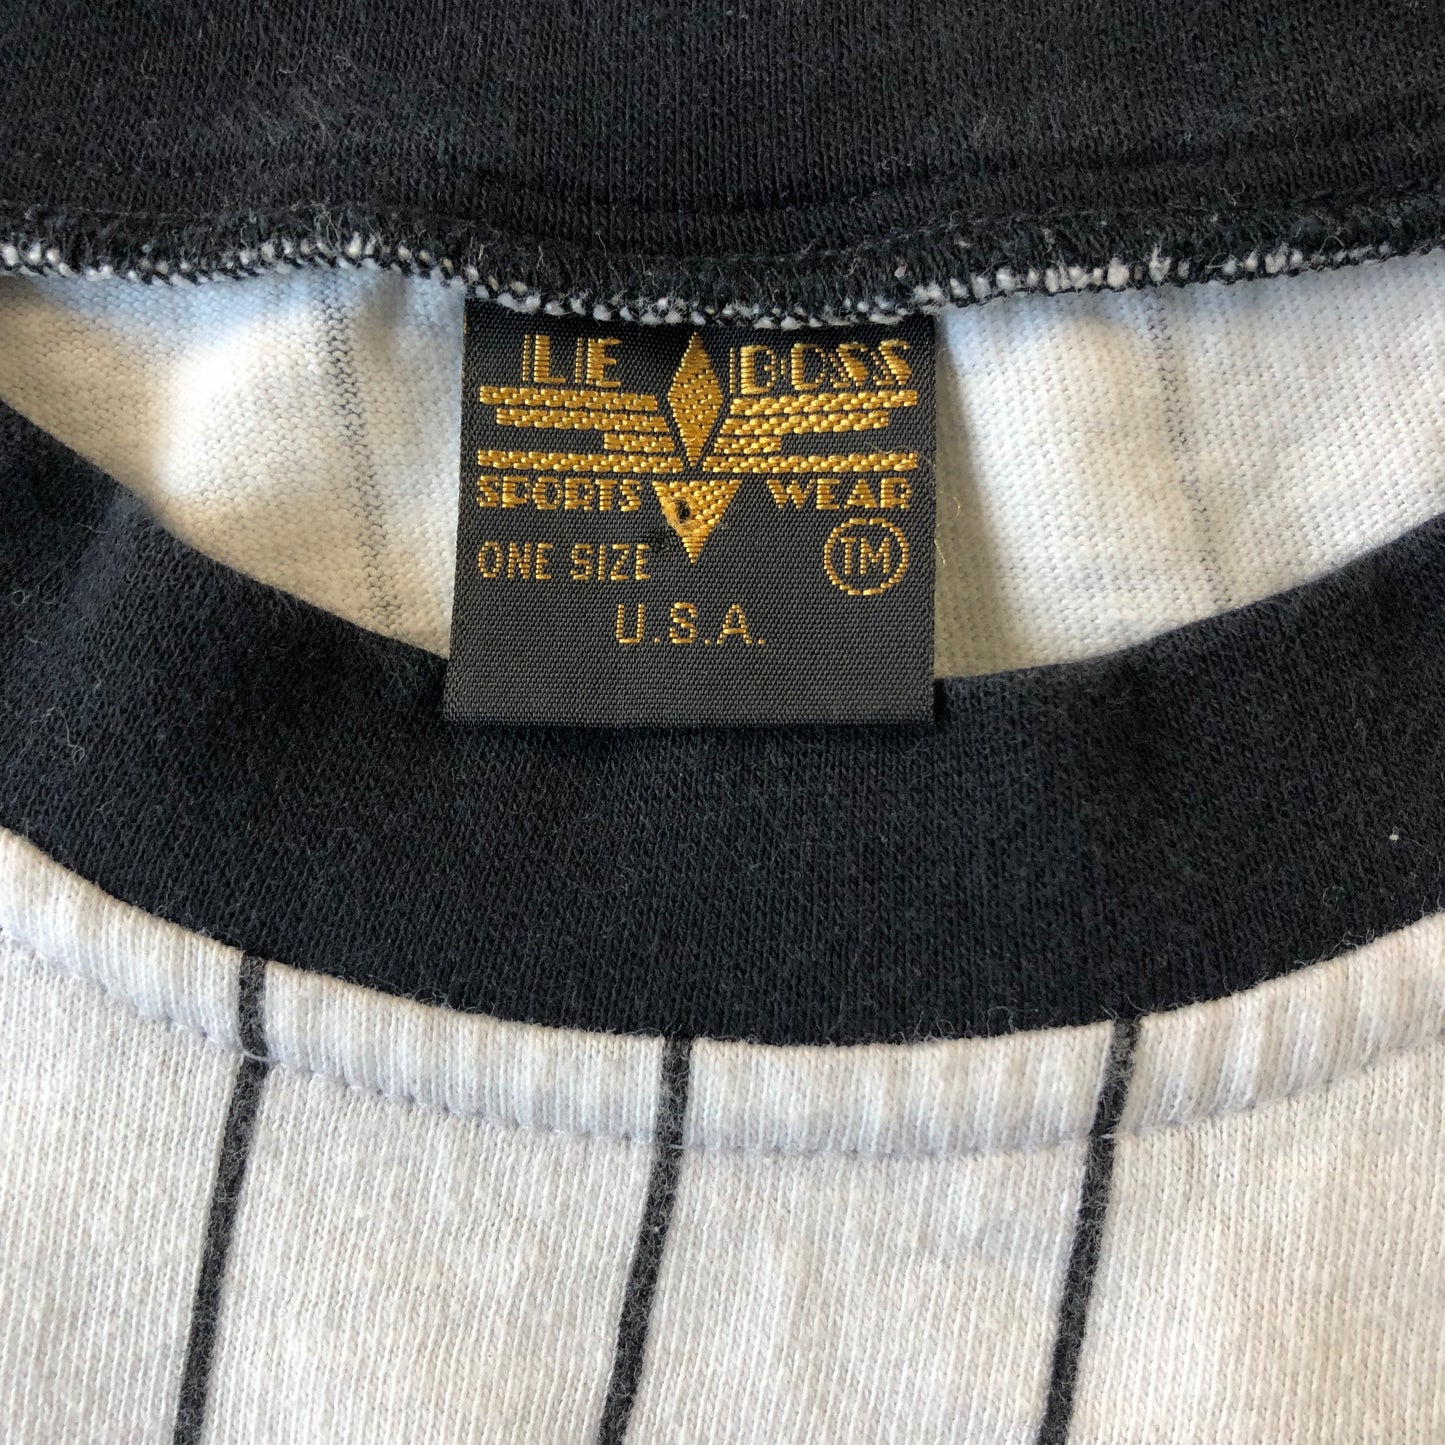 LE BOSS
SPORTS WEAR
ONE SIZE TM
U.S.A.